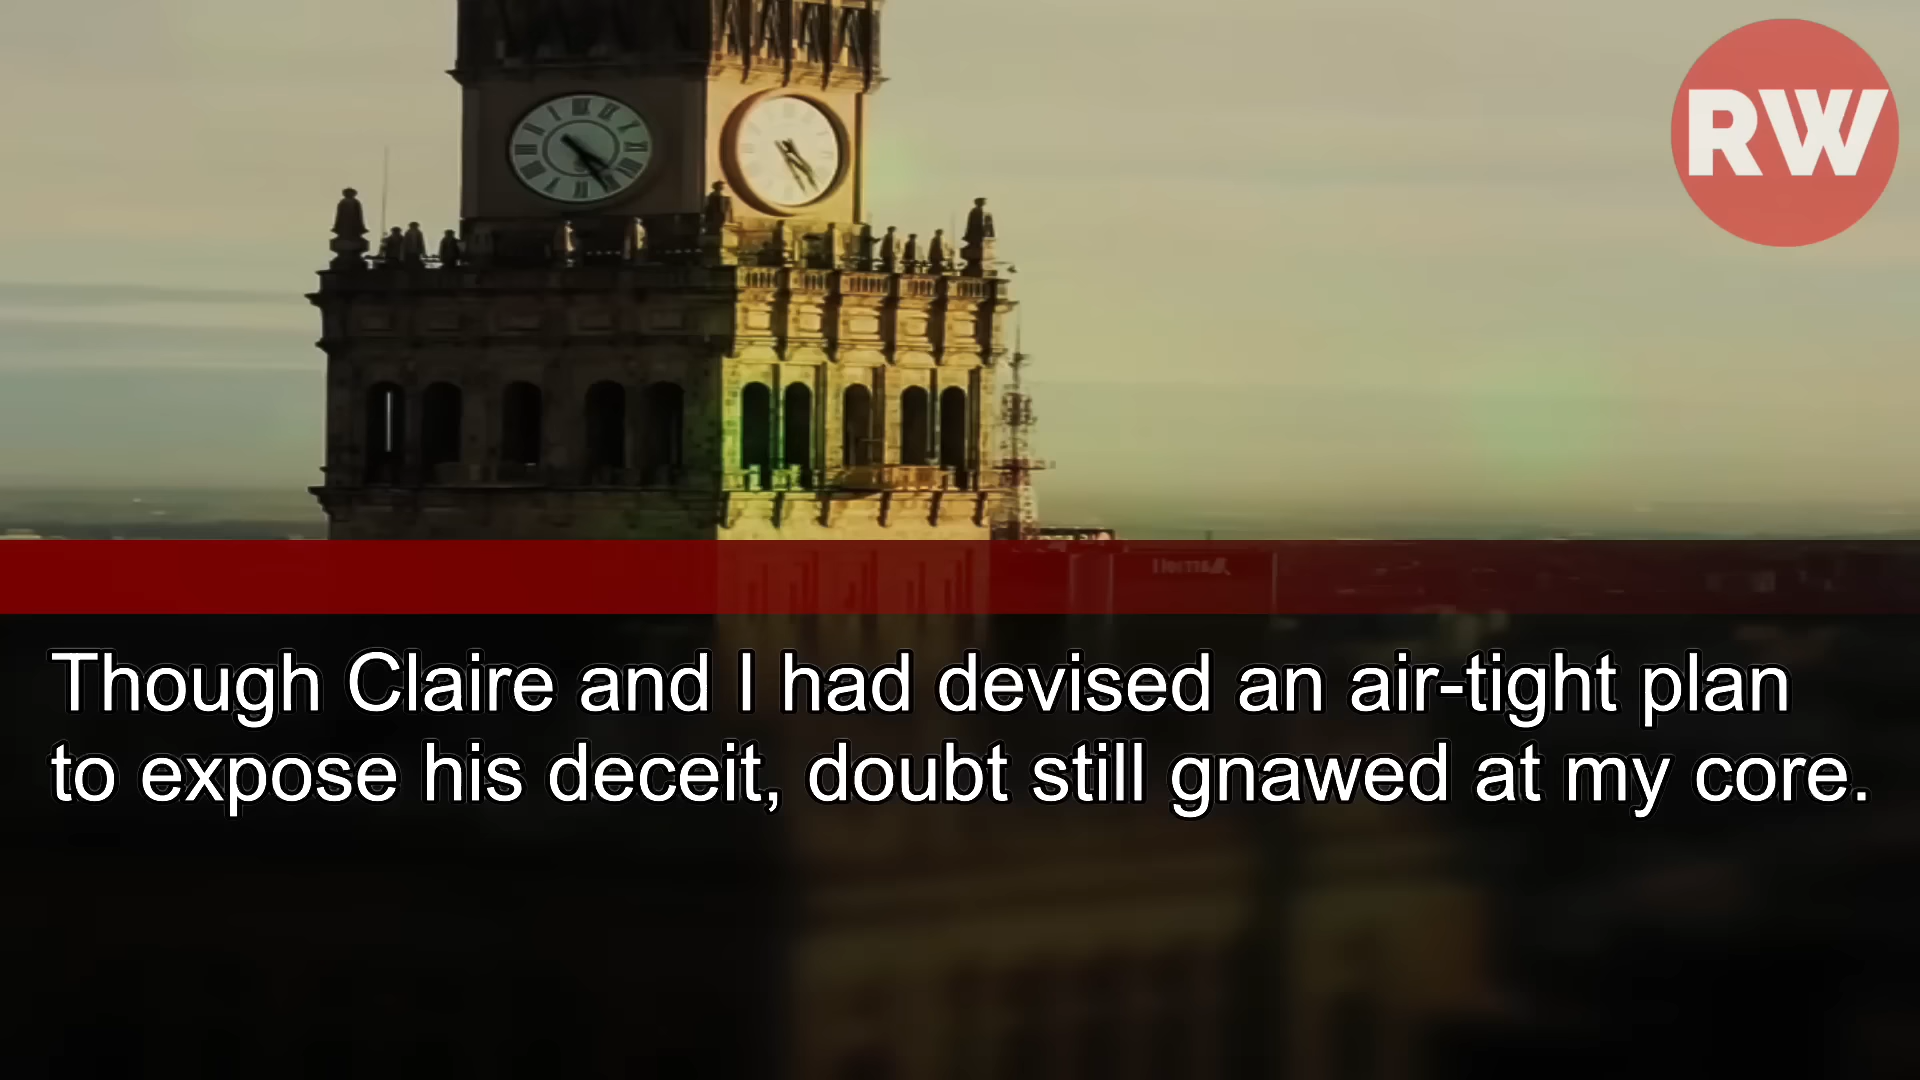 RW
Though Claire and I had devised an air-tight plan
to expose his deceit, doubt still gnawed at my core.